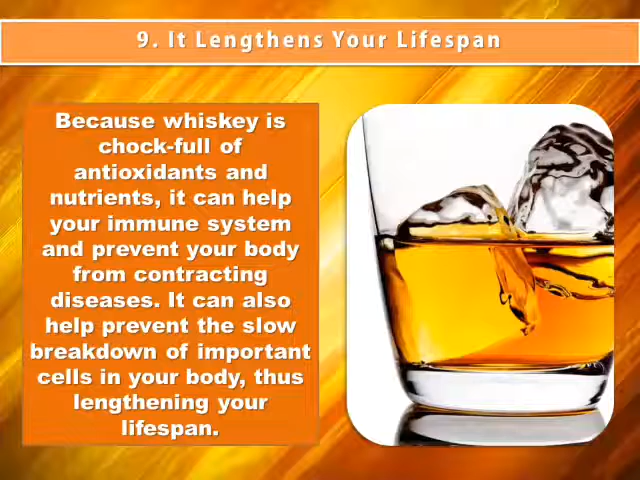 9. It Lengthens Your Lifespan
Because whiskey is
chock-full of
antioxidants and
nutrients, it can help
your immune system
and prevent your body
from contracting
diseases. It can also
help prevent the slow
breakdown of important
cells in your body, thus
lengthening your
lifespan.